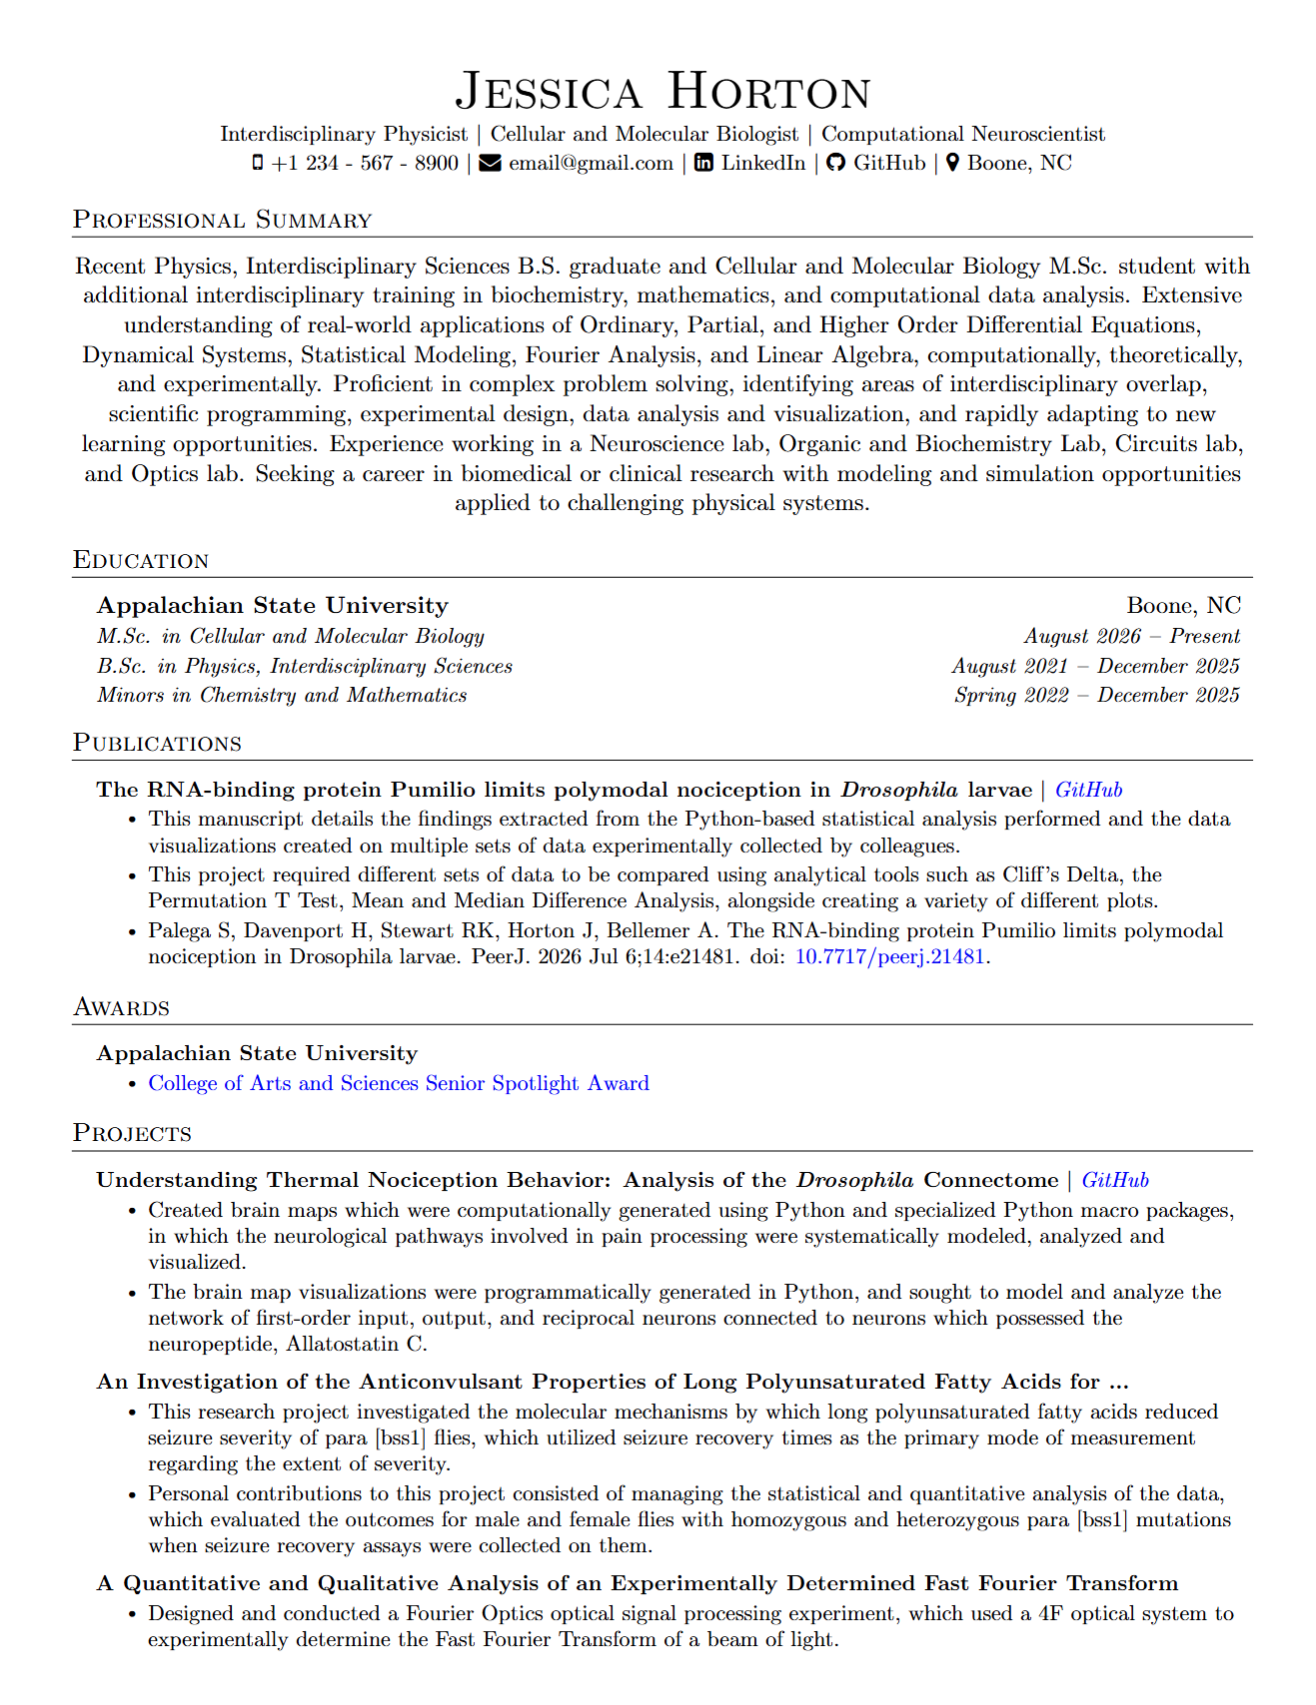 Jessica Horton
Interdisciplinary Physicist | Cellular and Molecular Biologist | Computational Neuroscientist
+1 234 - 567 - 8900 | email@gmail.com | LinkedIn | GitHub | Boone, NC
Professional Summary
Recent Physics, Interdisciplinary Sciences B.S. graduate and Cellular and Molecular Biology M.Sc. student with
additional interdisciplinary training in biochemistry, mathematics, and computational data analysis. Extensive
understanding of real-world applications of Ordinary, Partial, and Higher Order Differential Equations,
Dynamical Systems, Statistical Modeling, Fourier Analysis, and Linear Algebra, computationally, theoretically,
and experimentally. Proficient in complex problem solving, identifying areas of interdisciplinary overlap,
scientific programming, experimental design, data analysis and visualization, and rapidly adapting to new
learning opportunities. Experience working in a Neuroscience lab, Organic and Biochemistry Lab, Circuits lab,
and Optics lab. Seeking a career in biomedical or clinical research with modeling and simulation opportunities
applied to challenging physical systems.
Education
Appalachian State University Boone, NC
M.Sc. in Cellular and Molecular Biology August 2026 – Present
B.Sc. in Physics, Interdisciplinary Sciences August 2021 – December 2025
Minors in Chemistry and Mathematics Spring 2022 – December 2025
Publications
The RNA-binding protein Pumilio limits polymodal nociception in Drosophila larvae | GitHub
• This manuscript details the findings extracted from the Python-based statistical analysis performed and the data
visualizations created on multiple sets of data experimentally collected by colleagues.
• This project required different sets of data to be compared using analytical tools such as Cliff's Delta, the
Permutation T Test, Mean and Median Difference Analysis, alongside creating a variety of different plots.
• Palega S, Davenport H, Stewart RK, Horton J, Bellemer A. The RNA-binding protein Pumilio limits polymodal
nociception in Drosophila larvae. PeerJ. 2026 Jul 6;14:e21481. doi: 10.7717/peerj.21481.
Awards
Appalachian State University
• College of Arts and Sciences Senior Spotlight Award
Projects
Understanding Thermal Nociception Behavior: Analysis of the Drosophila Connectome | GitHub
• Created brain maps which were computationally generated using Python and specialized Python macro packages,
in which the neurological pathways involved in pain processing were systematically modeled, analyzed and
visualized.
• The brain map visualizations were programmatically generated in Python, and sought to model and analyze the
network of first-order input, output, and reciprocal neurons connected to neurons which possessed the
neuropeptide, Allatostatin C.
An Investigation of the Anticonvulsant Properties of Long Polyunsaturated Fatty Acids for ...
• This research project investigated the molecular mechanisms by which long polyunsaturated fatty acids reduced
seizure severity of para [bss1] flies, which utilized seizure recovery times as the primary mode of measurement
regarding the extent of severity.
• Personal contributions to this project consisted of managing the statistical and quantitative analysis of the data,
which evaluated the outcomes for male and female flies with homozygous and heterozygous para [bss1] mutations
when seizure recovery assays were collected on them.
A Quantitative and Qualitative Analysis of an Experimentally Determined Fast Fourier Transform
• Designed and conducted a Fourier Optics optical signal processing experiment, which used a 4F optical system to
experimentally determine the Fast Fourier Transform of a beam of light.